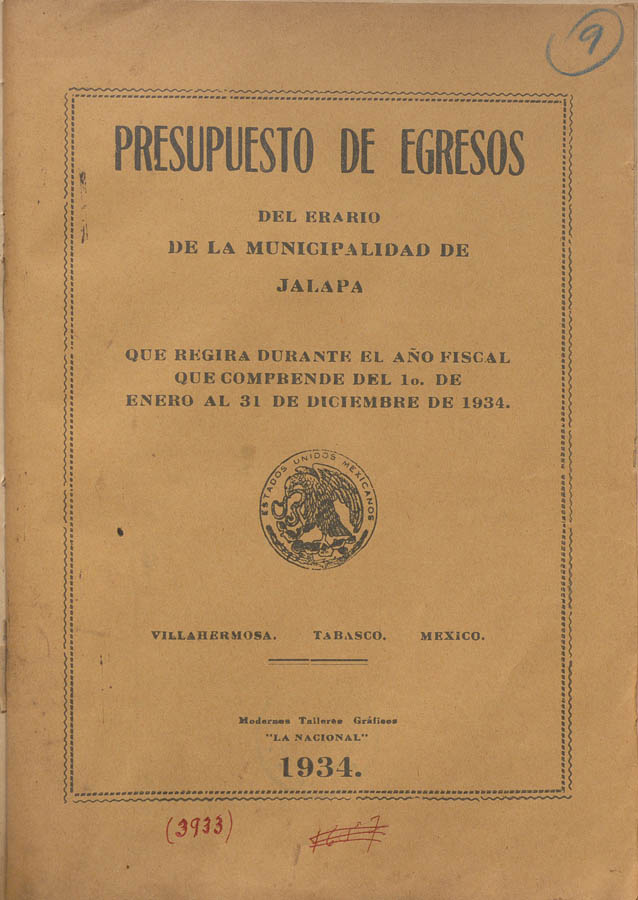 9
PRESUPUESTO DE EGRESOS
DEL ERARIO
DE LA MUNICIPALIDAD DE
JALAPA
QUE REGIRA DURANTE EL AÑO FISCAL
QUE COMPRENDE DEL 1o. DE
ENERO AL 31 DE DICIEMBRE DE 1934.
ESTADOS UNIDOS MEXICANOS
VILLAHERMOSA. TABASCO. MEXICO.
Modernos Talleres Gráficos
"LA NACIONAL"
1934.
(3933)